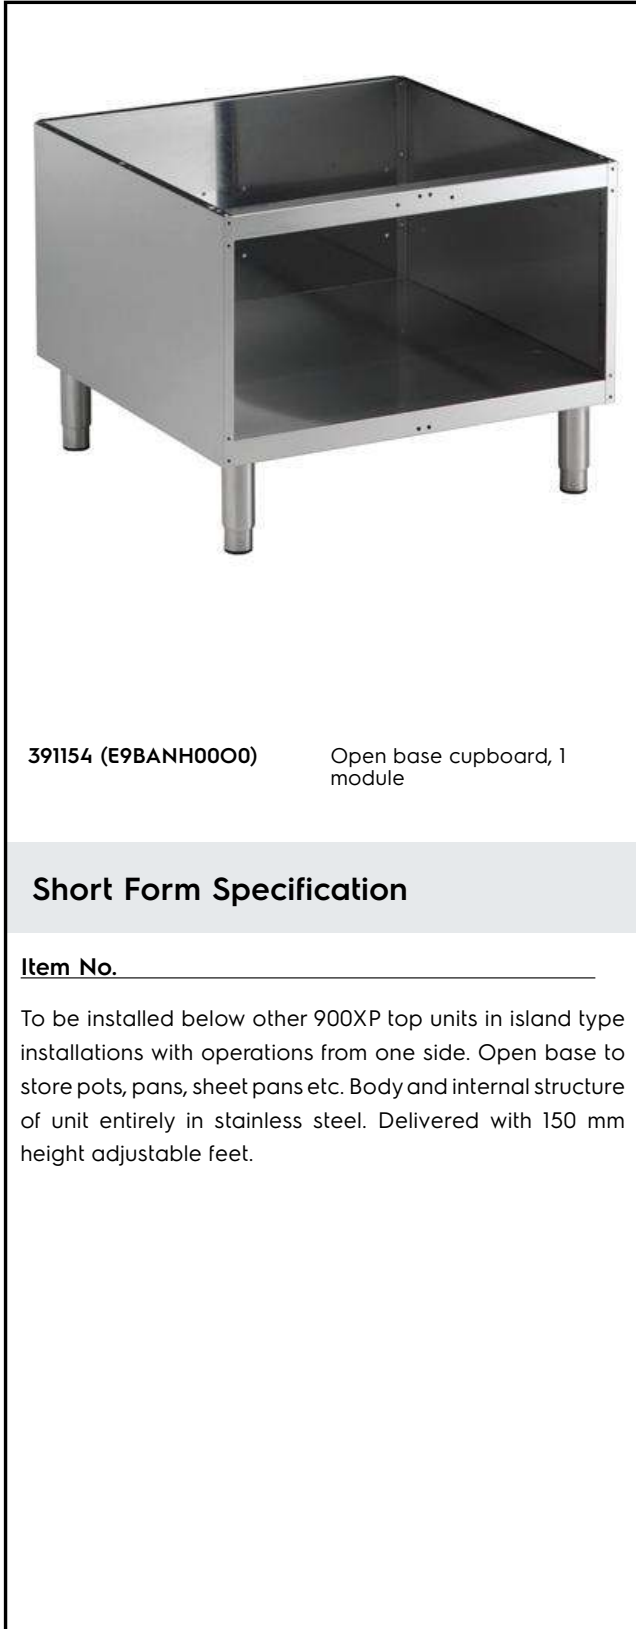 391154 (E9BANH00O0)
Open base cupboard, 1
module
Short Form Specification
Item No.
To be installed below other 900XP top units in island type
installations with operations from one side. Open base to
store pots, pans, sheet pans etc. Body and internal structure
of unit entirely in stainless steel. Delivered with 150 mm
height adjustable feet.